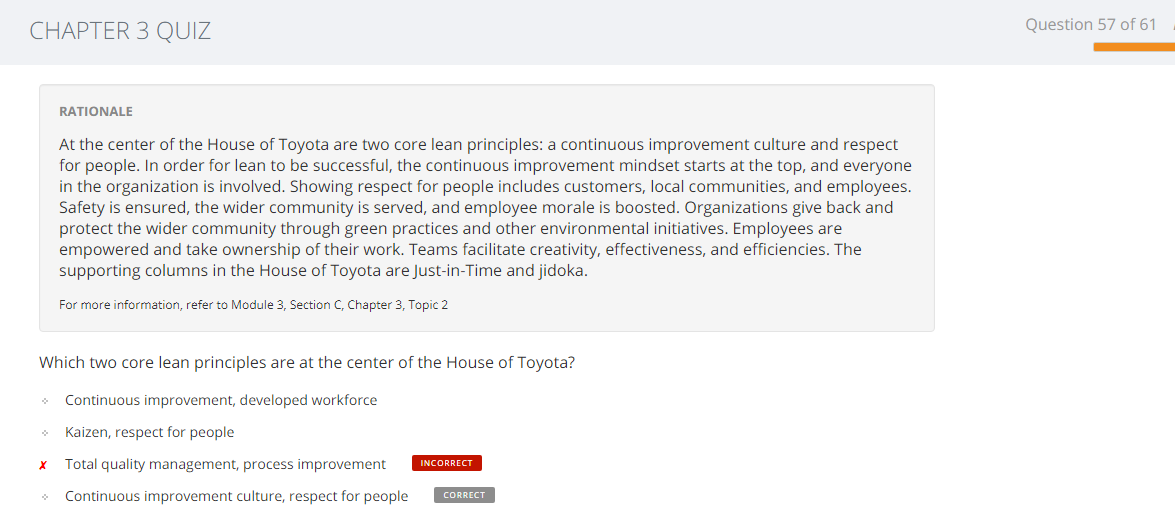 CHAPTER 3 QUIZ
Question 57 of 61
RATIONALE
At the center of the House of Toyota are two core lean principles: a continuous improvement culture and respect
for people. In order for lean to be successful, the continuous improvement mindset starts at the top, and everyone
in the organization is involved. Showing respect for people includes customers, local communities, and employees.
Safety is ensured, the wider community is served, and employee morale is boosted. Organizations give back and
protect the wider community through green practices and other environmental initiatives. Employees are
empowered and take ownership of their work. Teams facilitate creativity, effectiveness, and efficiencies. The
supporting columns in the House of Toyota are Just-in-Time and jidoka.
For more information, refer to Module 3, Section C, Chapter 3, Topic 2
Which two core lean principles are at the center of the House of Toyota?
Continuous improvement, developed workforce
Kaizen, respect for people
✗ Total quality management, process improvement INCORRECT
Continuous improvement culture, respect for people CORRECT